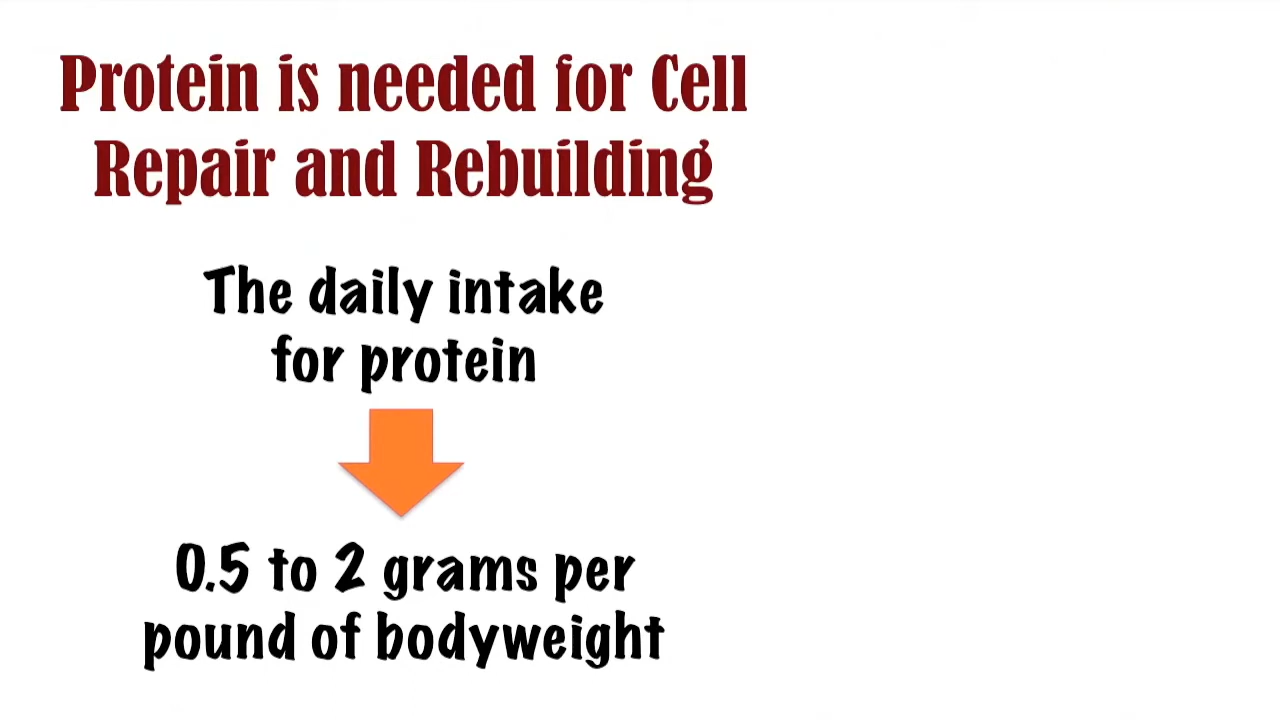 Protein is needed for Cell
Repair and Rebuilding
The daily intake
for protein
0.5 to 2 grams per
pound of bodyweight